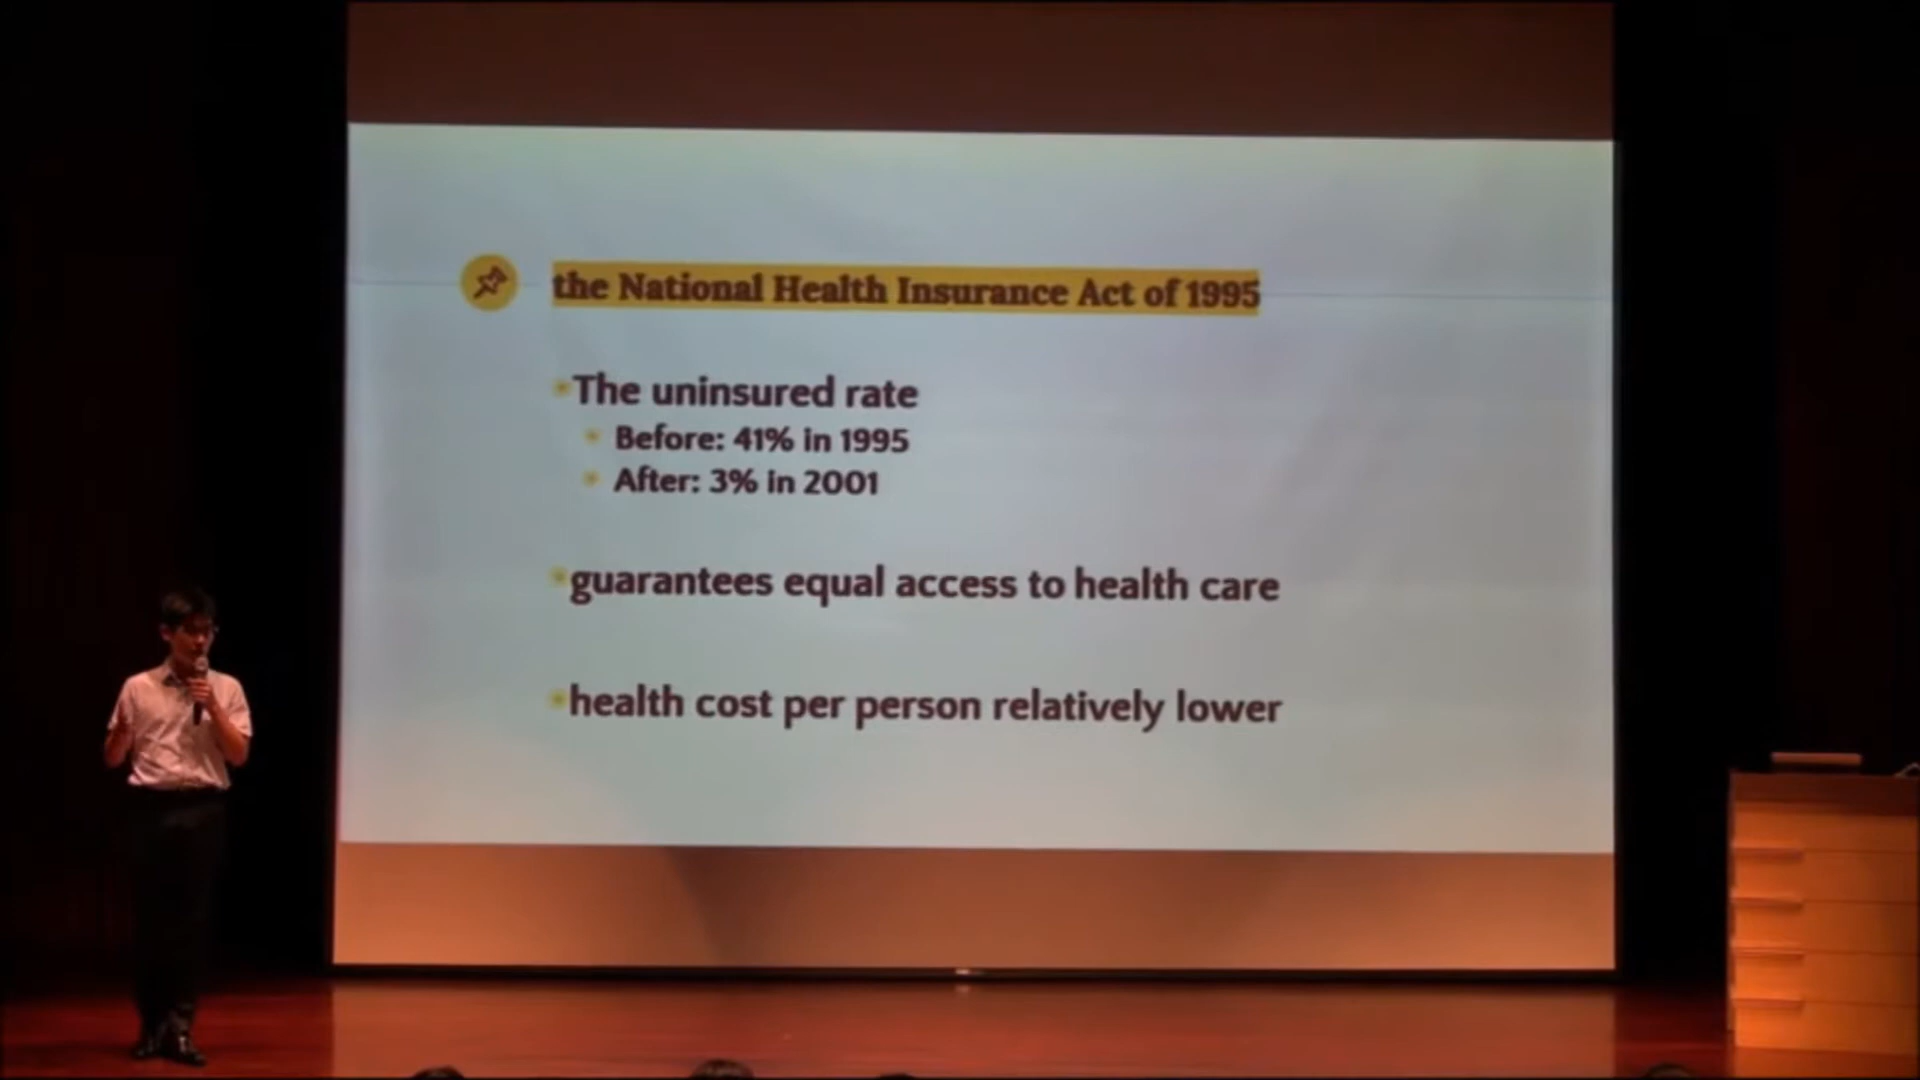 the National Health Insurance Act of 1995
The uninsured rate
Before: 41% in 1995
After: 3% in 2001
guarantees equal access to health care
health cost per person relatively lower